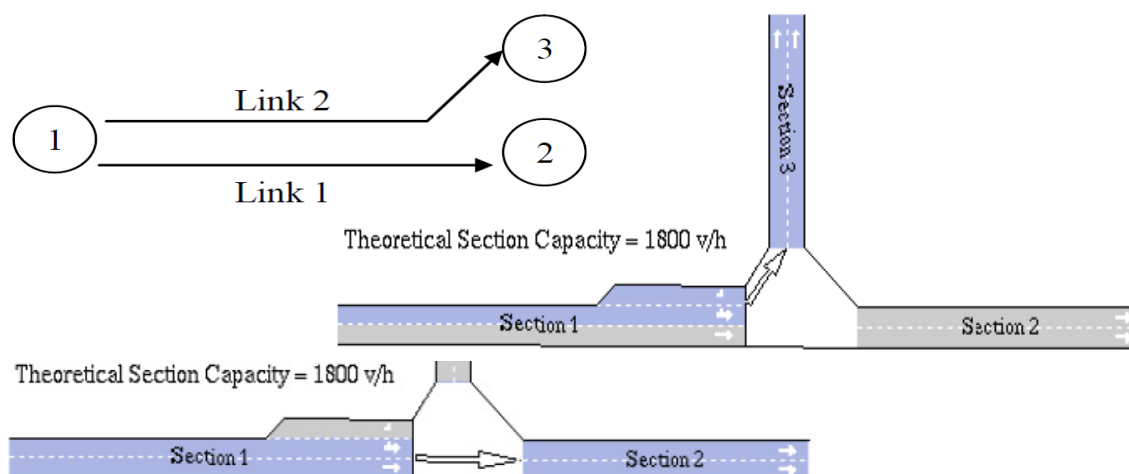 3
Link 2
1
2
Link 1
Section 3
Theoretical Section Capacity = 1800 v/h
Section 1
Section 2
Theoretical Section Capacity = 1800 v/h
Section 1
Section 2